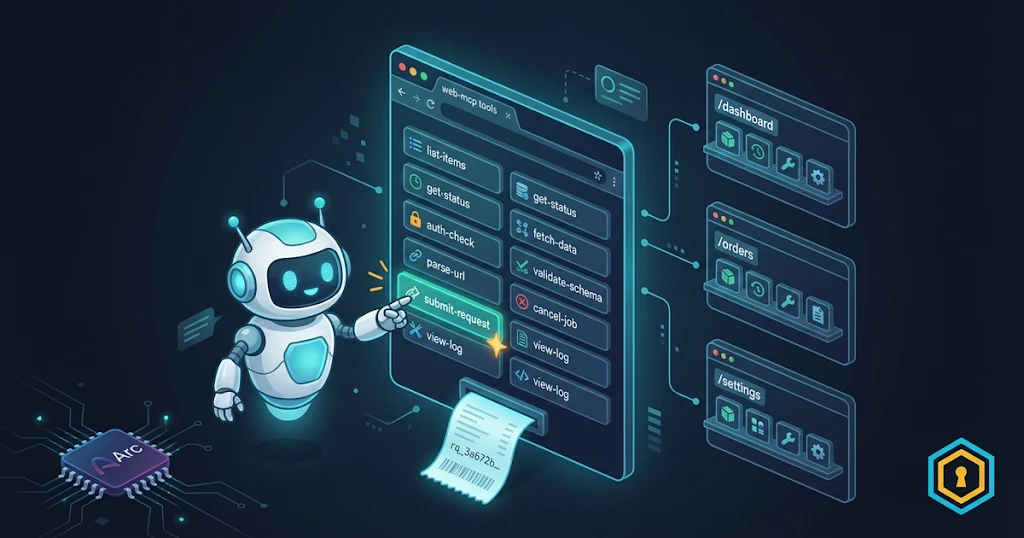 web-mcp tools
list-items
get-status
auth-check
parse-url
submit-request
view-log
get-status
fetch-data
validate-schema
cancel-job
view-log
view-log
rq_3a672b_
/dashboard
/orders
/settings
Arc